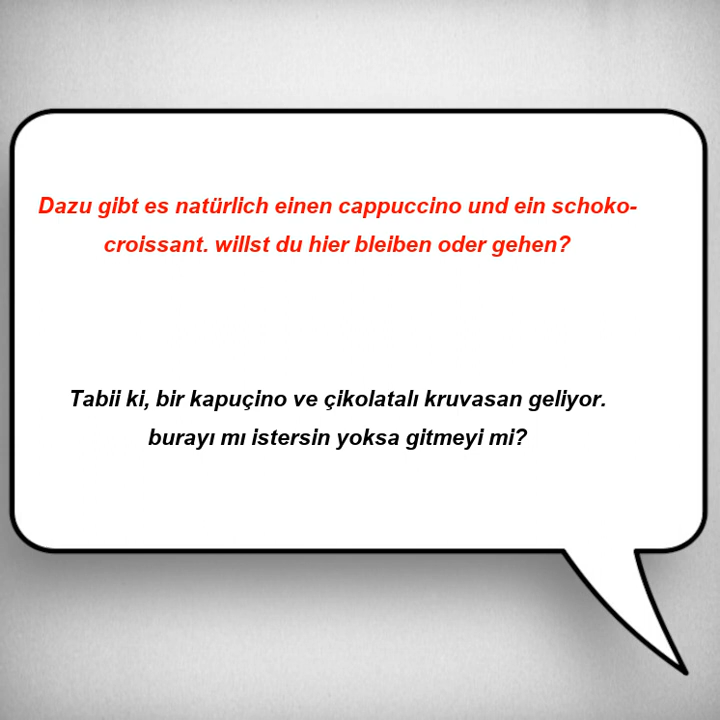 Dazu gibt es natürlich einen cappuccino und ein schoko-
croissant. willst du hier bleiben oder gehen?
Tabii ki, bir kapuçino ve çikolatalı kruvasan geliyor.
burayı mı istersin yoksa gitmeyi mi?